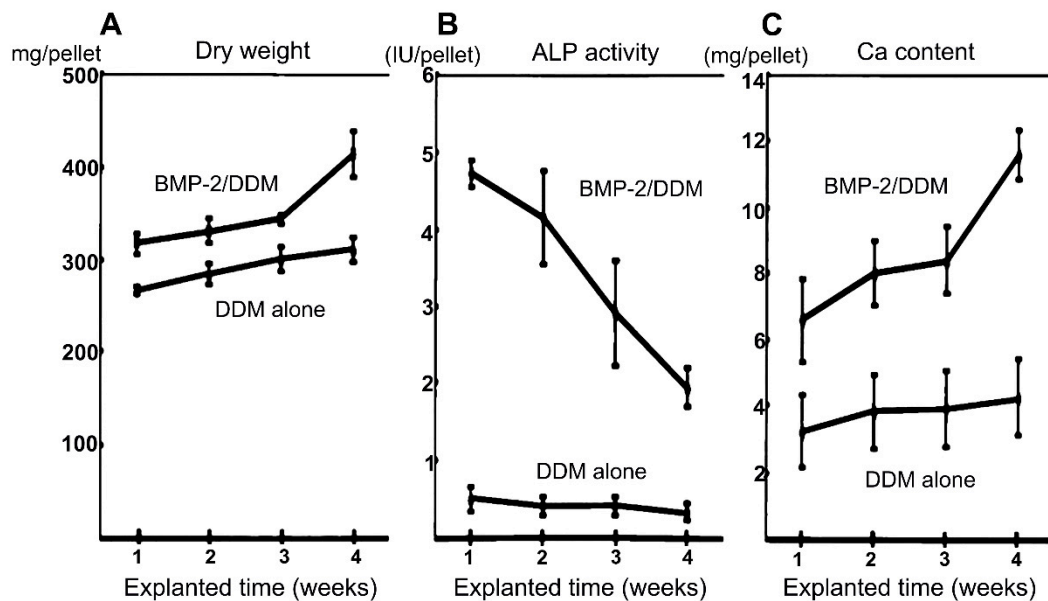 A
mg/pellet
Dry weight
500
400
300
200
100
BMP-2/DDM
DDM alone
1 2 3 4
Explanted time (weeks)
B
(IU/pellet)
ALP activity
6
5
4
3
2
1
BMP-2/DDM
DDM alone
1 2 3 4
Explanted time (weeks)
C
(mg/pellet)
Ca content
14
12
10
8
6
4
2
BMP-2/DDM
DDM alone
1 2 3 4
Explanted time (weeks)